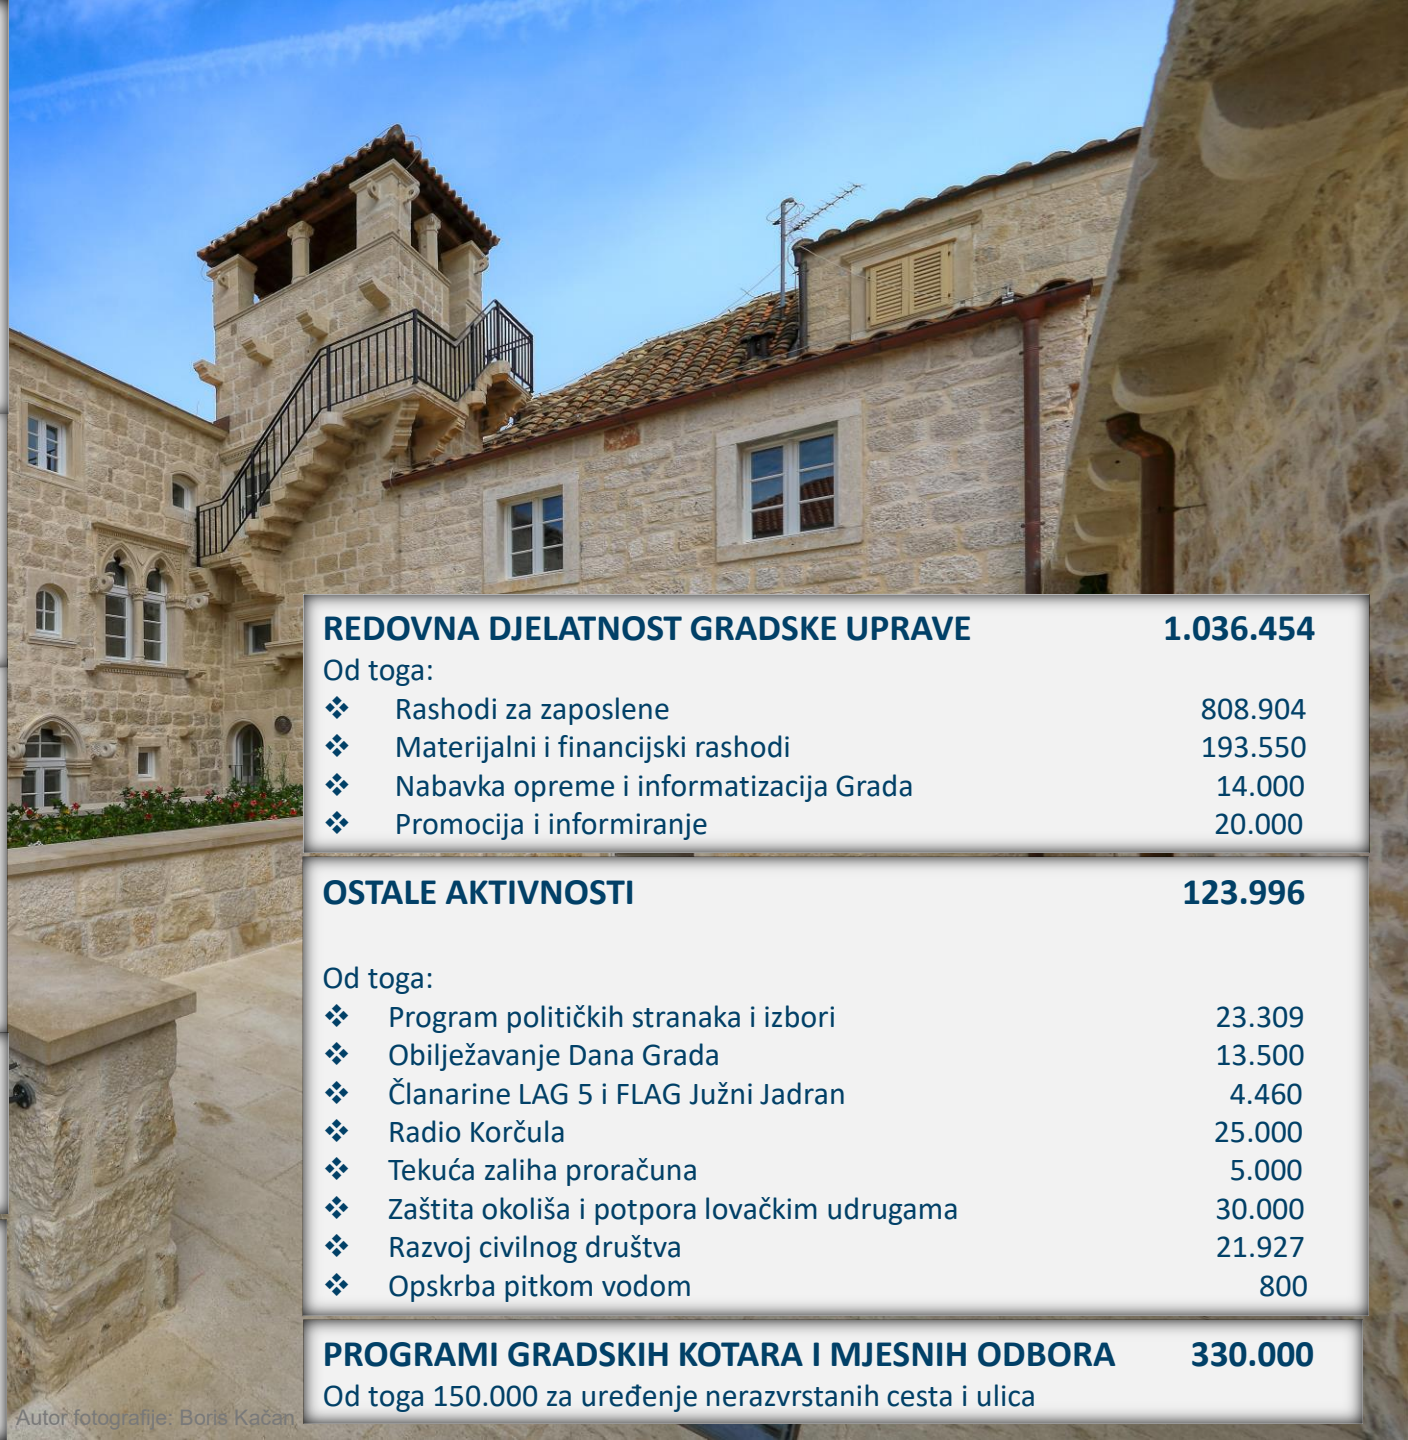 REDOVNA DJELATNOST GRADSKE UPRAVE 1.036.454
Od toga:
❖ Rashodi za zaposlene 808.904
❖ Materijalni i financijski rashodi 193.550
❖ Nabavka opreme i informatizacija Grada 14.000
❖ Promocija i informiranje 20.000
OSTALE AKTIVNOSTI 123.996
Od toga:
❖ Program političkih stranaka i izbori 23.309
❖ Obilježavanje Dana Grada 13.500
❖ Članarine LAG 5 i FLAG Južni Jadran 4.460
❖ Radio Korčula 25.000
❖ Tekuća zaliha proračuna 5.000
❖ Zaštita okoliša i potpora lovačkim udrugama 30.000
❖ Razvoj civilnog društva 21.927
❖ Opskrba pitkom vodom 800
PROGRAMI GRADSKIH KOTARA I MJESNIH ODBORA 330.000
Od toga 150.000 za uređenje nerazvrstanih cesta i ulica
Autor fotografije: Boris Kačan